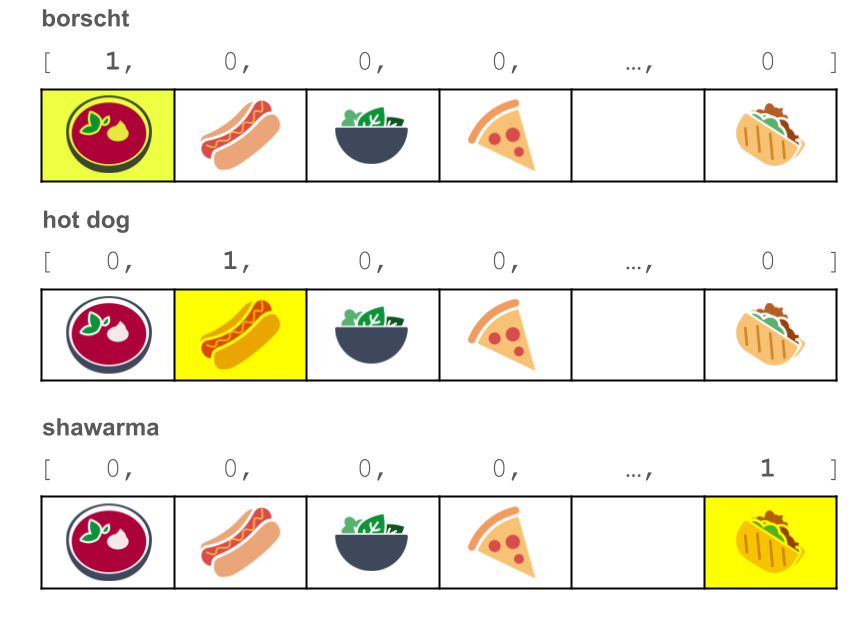 borscht
[ 1, 0, 0, 0, …, 0 ]
hot dog
[ 0, 1, 0, 0, …, 0 ]
shawarma
[ 0, 0, 0, 0, …, 1 ]